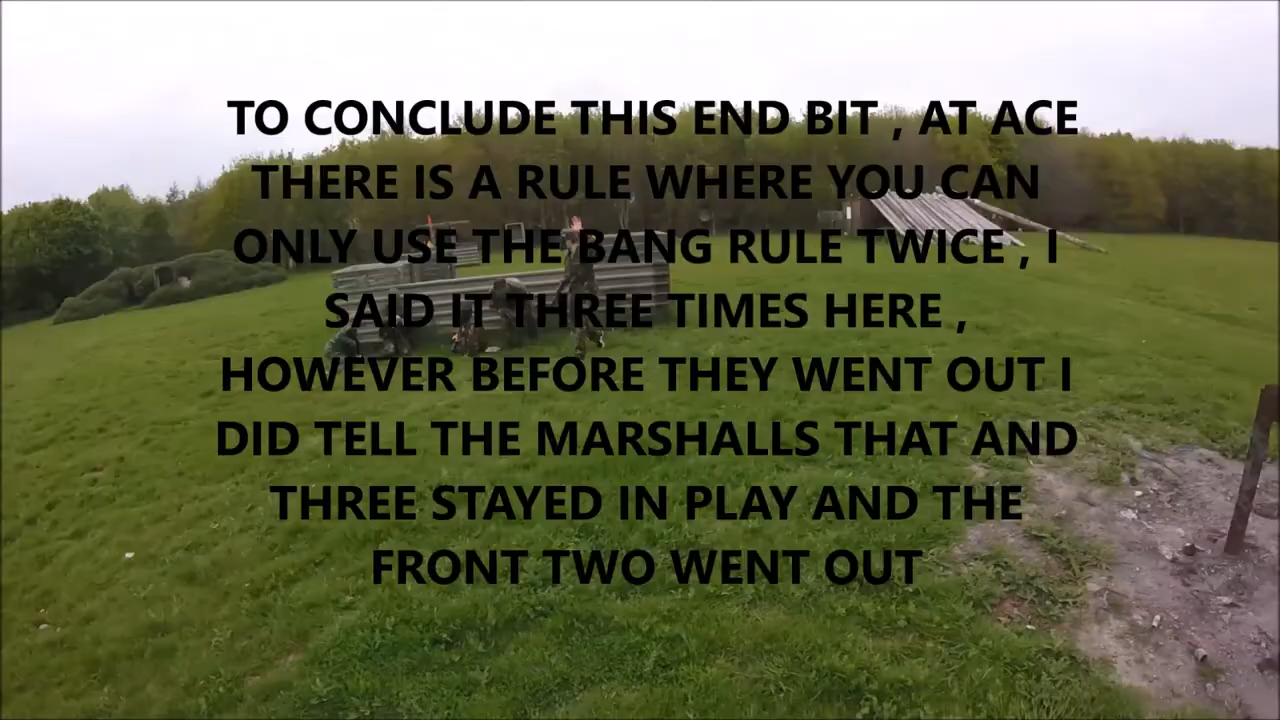 TO CONCLUDE THIS END BIT , AT ACE
THERE IS A RULE WHERE YOU CAN
ONLY USE THE BANG RULE TWICE , I
SAID IT THREE TIMES HERE ,
HOWEVER BEFORE THEY WENT OUT I
DID TELL THE MARSHALLS THAT AND
THREE STAYED IN PLAY AND THE
FRONT TWO WENT OUT